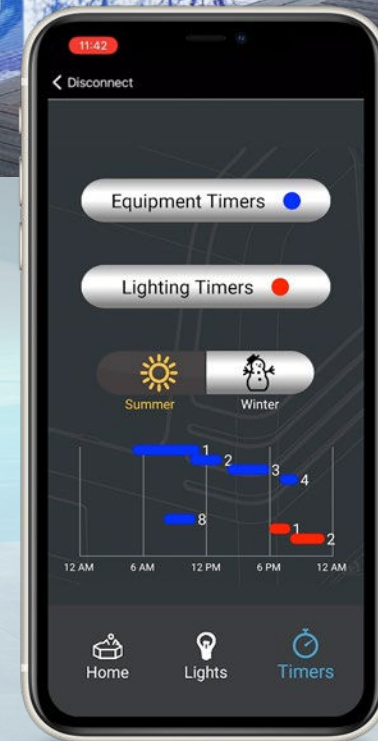 11:42
Disconnect
Equipment Timers
Lighting Timers
Summer Winter
1
2
3
4
8
1
2
12 AM 6 AM 12 PM 6 PM 12 AM
Home Lights Timers